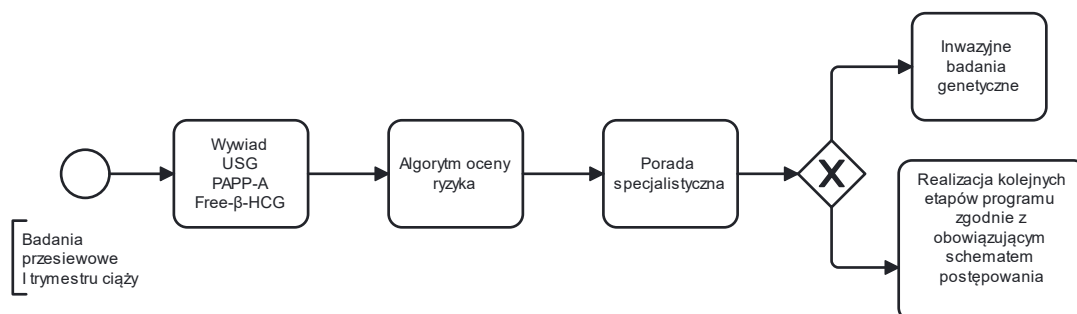 Badania
przesiewowe
I trymestru ciąży
Wywiad
USG
PAPP-A
Free-β-HCG
Algorytm oceny
ryzyka
Porada
specjalistyczna
X
Inwazyjne
badania
genetyczne
Realizacja kolejnych
etapów programu
zgodnie z
obowiązującym
schematem
postępowania